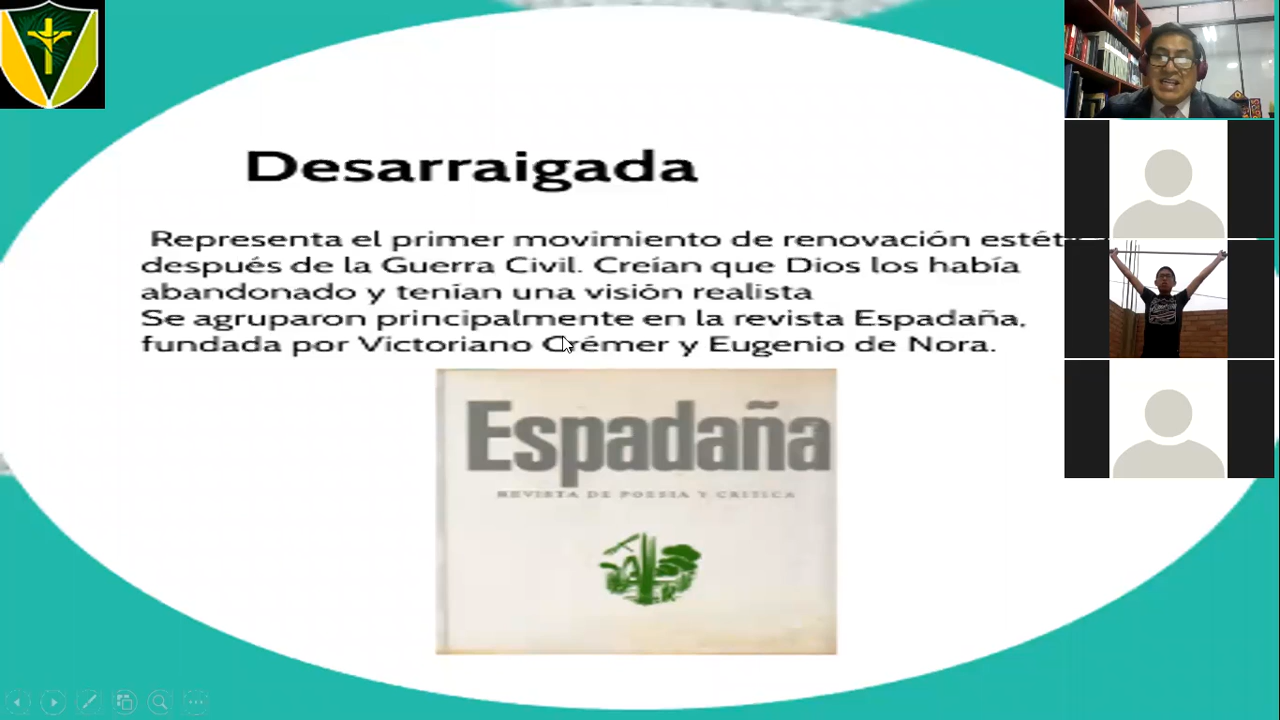 Desarraigada
Representa el primer movimiento de renovación
después de la Guerra Civil. Creían que Dios los había
abandonado y tenían una visión realista
Se agruparon principalmente en la revista Espadaña,
fundada por Victoriano Crémer y Eugenio de Nora.
Espadaña
REVISTA DE POESIA Y CRITICA